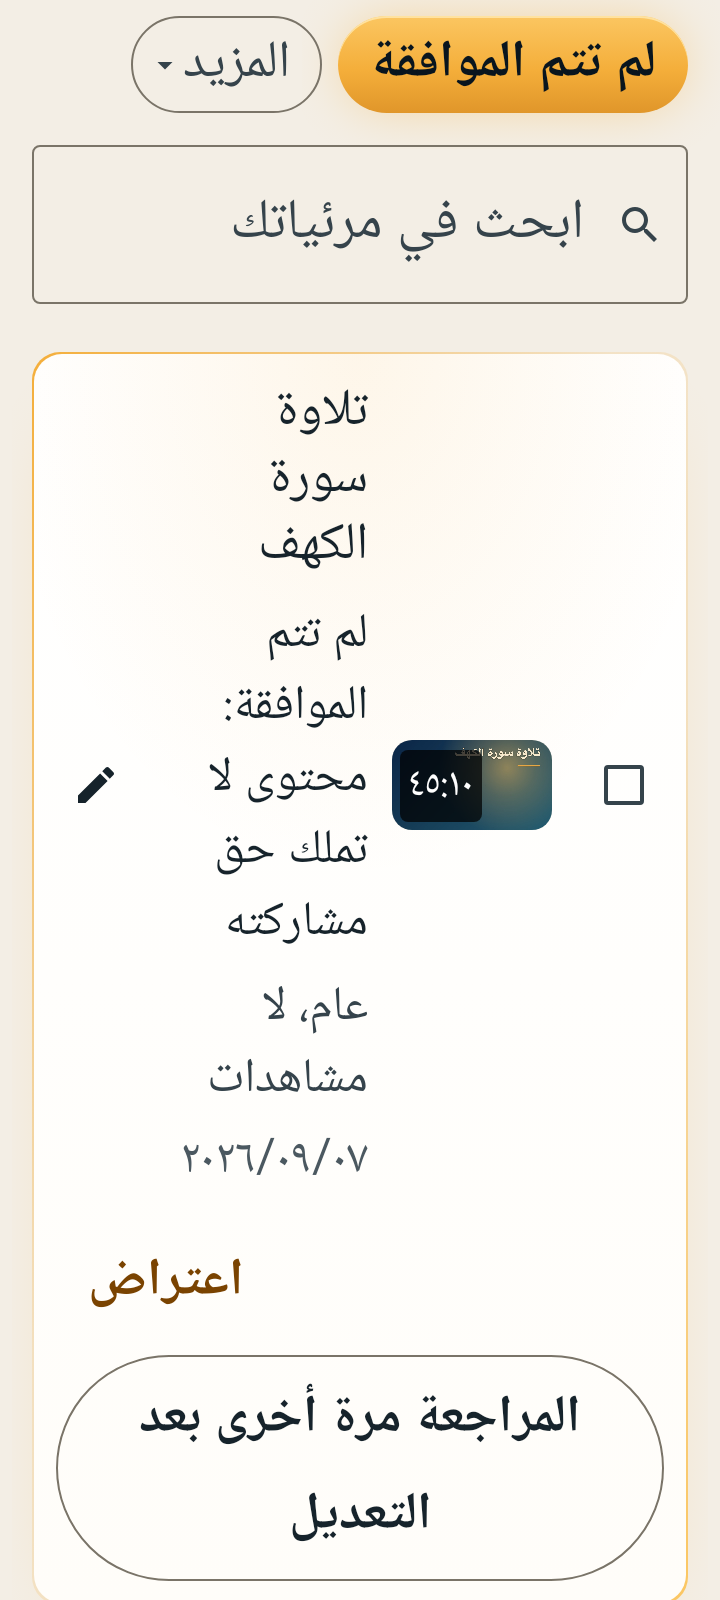 لم تتم الموافقة
المزيد
ابحث في مرئياتك
تلاوة
سورة
الكهف
لم تتم
الموافقة:
محتوى لا
تملك حق
مشاركته
عام، لا
مشاهدات
٢٠٢٦/٠٩/٠٧
تلاوة سورة الكهف
٤٥:١٠
اعتراض
المراجعة مرة أخرى بعد
التعديل